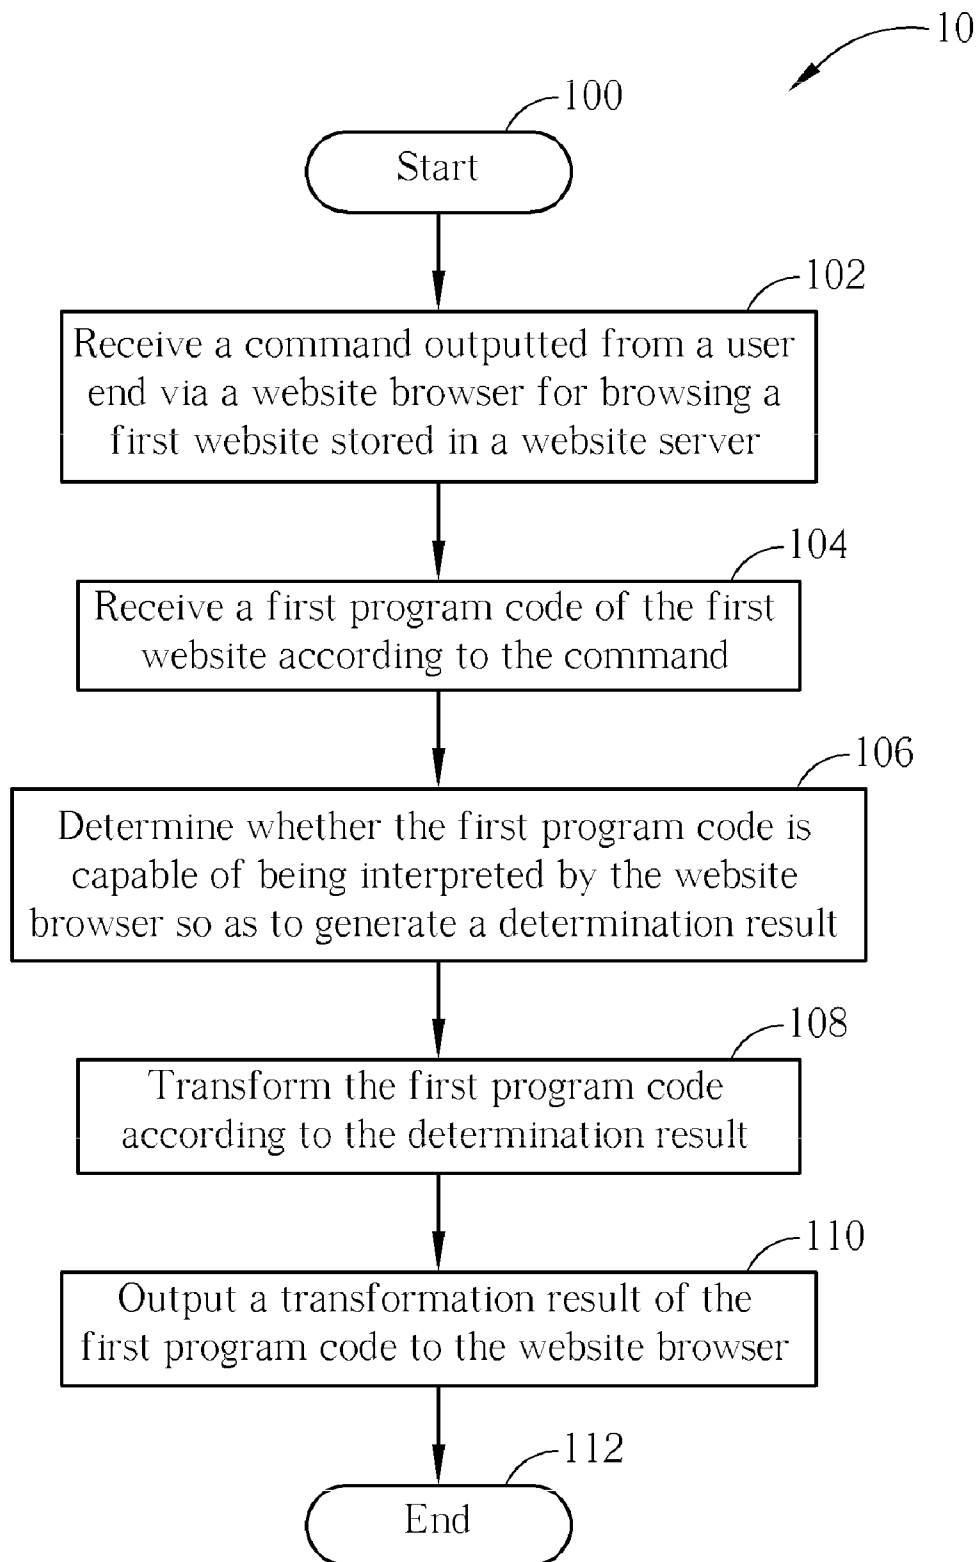 10
100
Start
102
Receive a command outputted from a user
end via a website browser for browsing a
first website stored in a website server
104
Receive a first program code of the first
website according to the command
106
Determine whether the first program code is
capable of being interpreted by the website
browser so as to generate a determination result
108
Transform the first program code
according to the determination result
110
Output a transformation result of the
first program code to the website browser
112
End